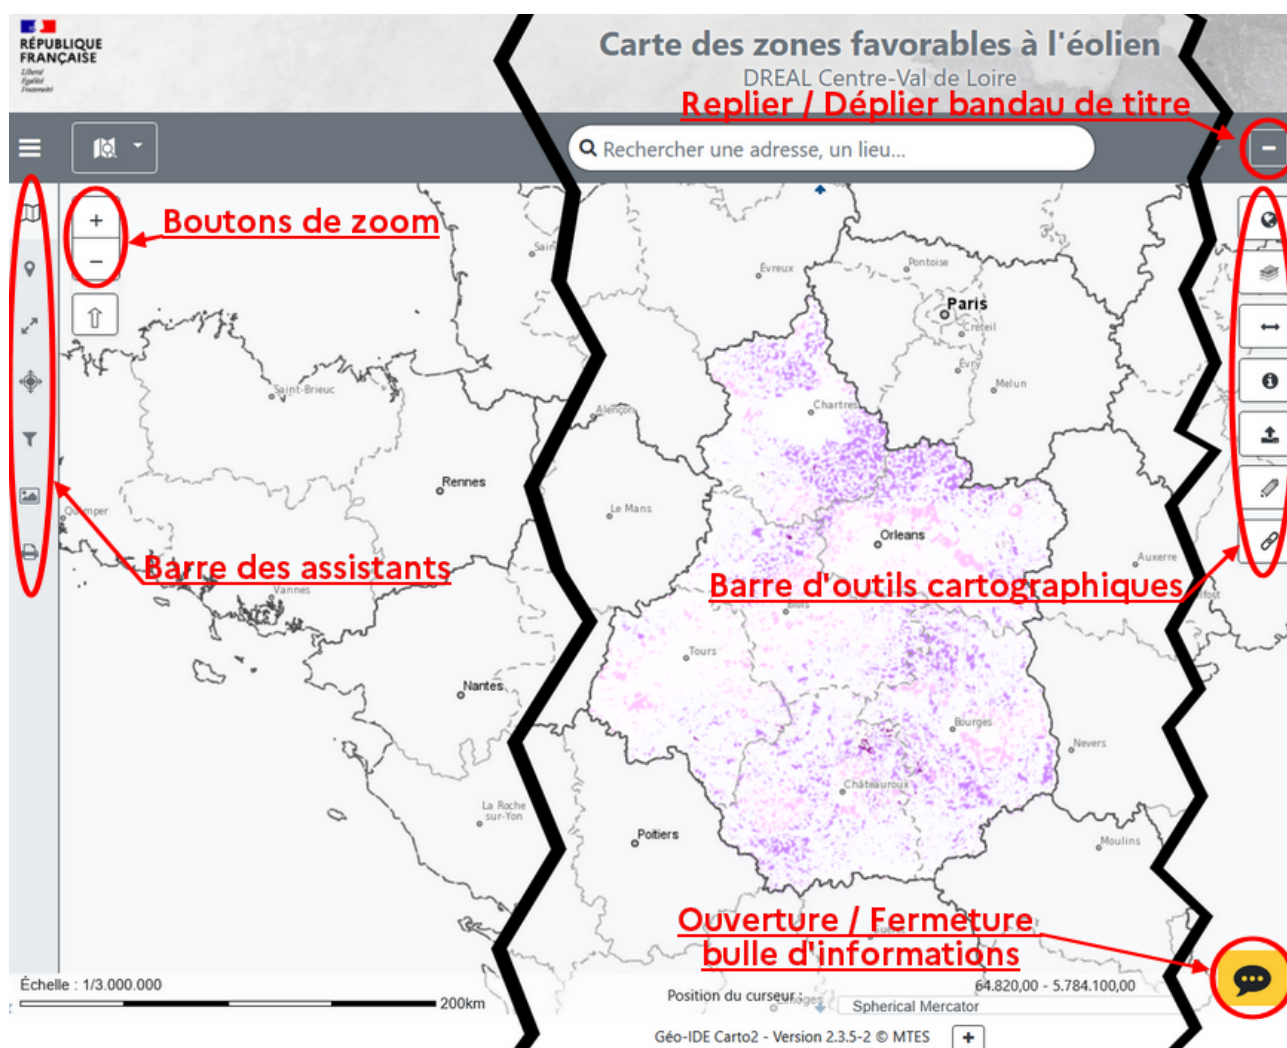 RÉPUBLIQUE
FRANÇAISE
Liberté
Égalité
Fraternité
Carte des zones favorables à l'éolien
DREAL Centre-Val de Loire
Replier / Déplier bandau de titre
Rechercher une adresse, un lieu...
Boutons de zoom
+
−
Évreux
Pontoise
Paris
Créteil
Évry
Melun
Saint-Brieuc
Alençon
Chartres
Rennes
Quimper
Le Mans
Orleans
Auxerre
Barre des assistants
Vannes
Barre d'outils cartographiques
Blois
Tours
Nantes
Bourges
Nevers
Châteauroux
La Roche
sur-Yon
Poitiers
Moulins
Ouverture / Fermeture
bulle d'informations
Échelle : 1/3.000.000
200km
Position du curseur :
64.820,00 - 5.784.100,00
Limoges
Spherical Mercator
Géo-IDE Carto2 - Version 2.3.5-2 © MTES
+